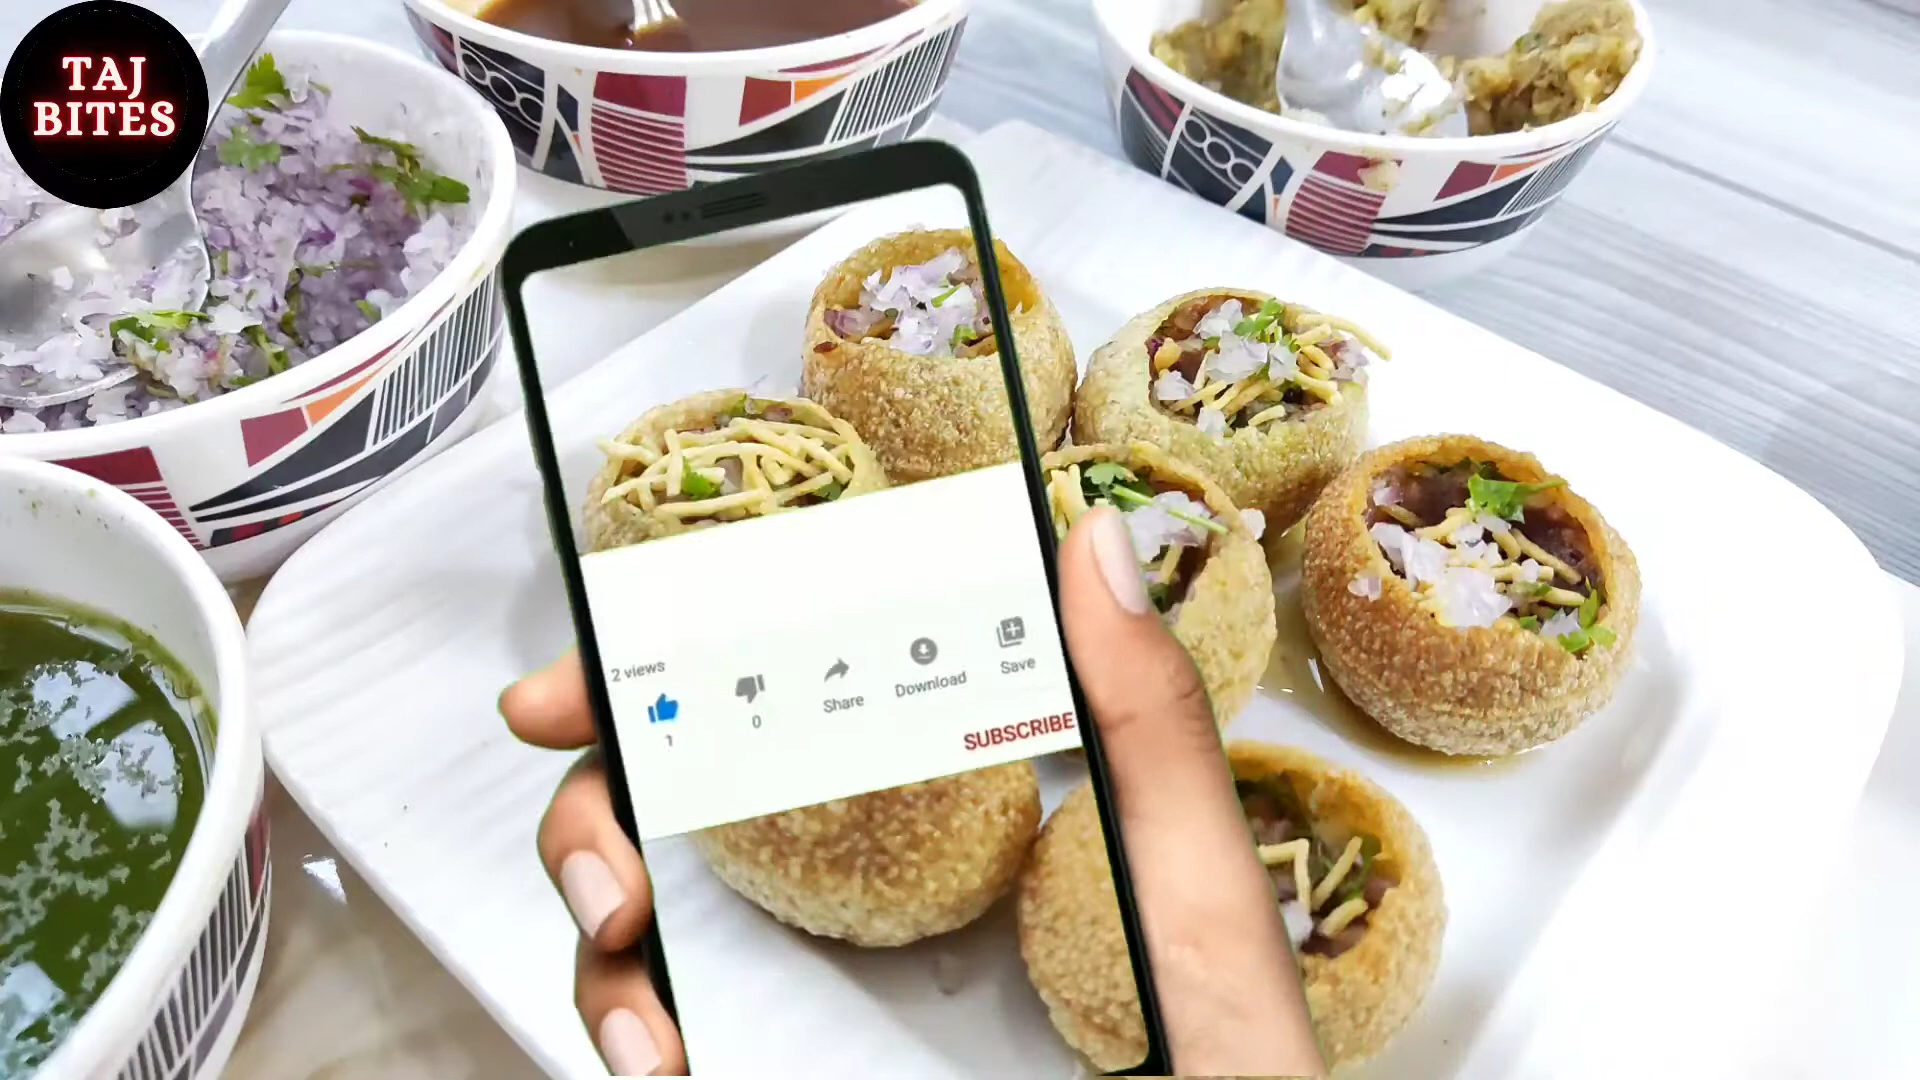 TAJ
BITES
2 views
1
0
Share
Download
Save
SUBSCRIBE